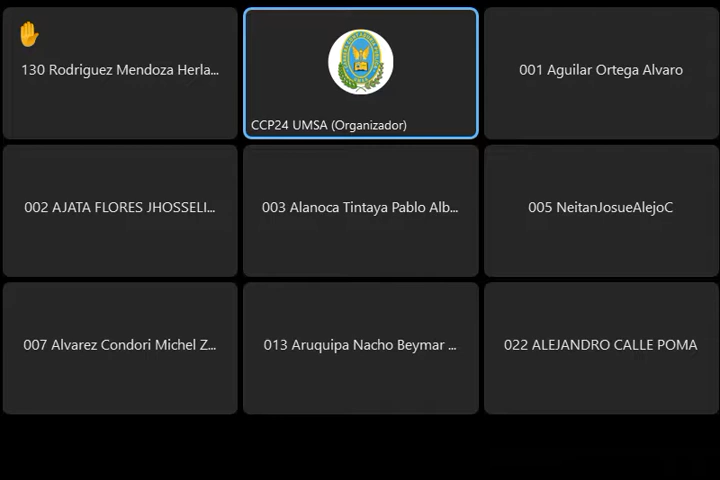 130 Rodriguez Mendoza Herla...
CCP24 UMSA (Organizador)
001 Aguilar Ortega Alvaro
002 AJATA FLORES JHOSSELI...
003 Alanoca Tintaya Pablo Alb...
005 NeitanJosueAlejoC
007 Alvarez Condori Michel Z...
013 Aruquipa Nacho Beymar ...
022 ALEJANDRO CALLE POMA